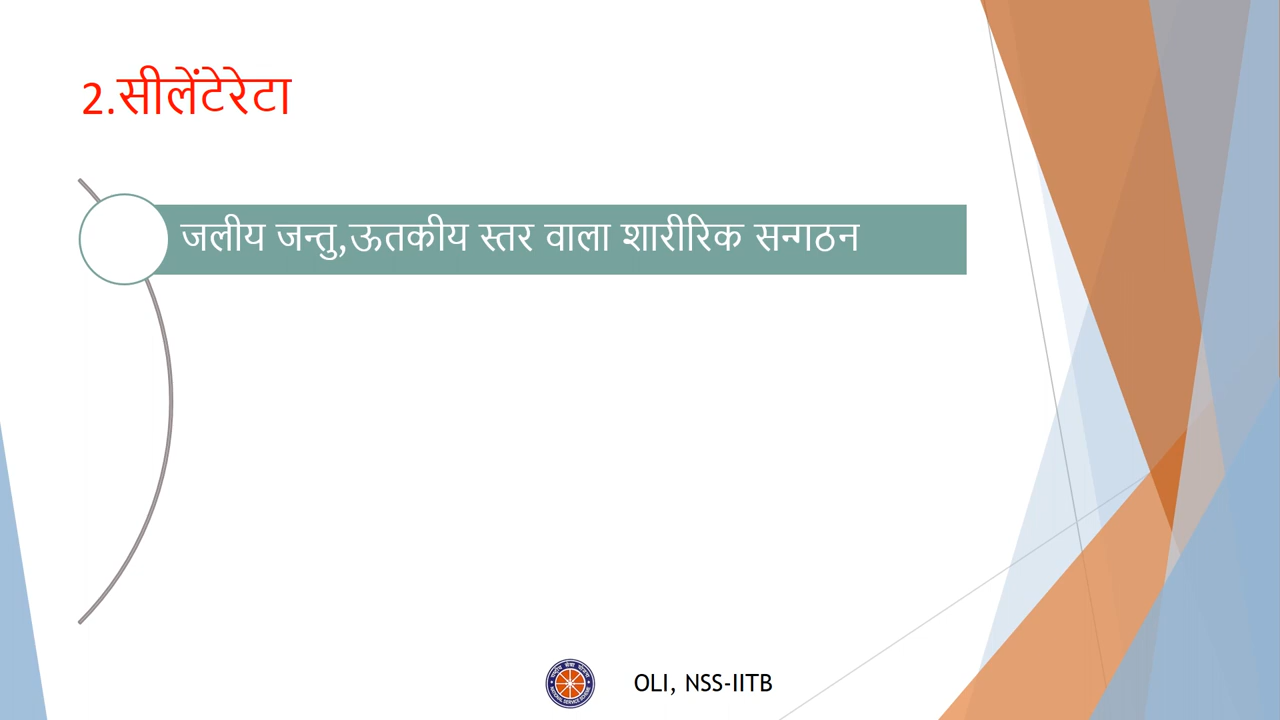 2.सीलेंटेरेटा
जलीय जन्तु,ऊतकीय स्तर वाला शारीरिक सन्गठन
OLI, NSS-IITB